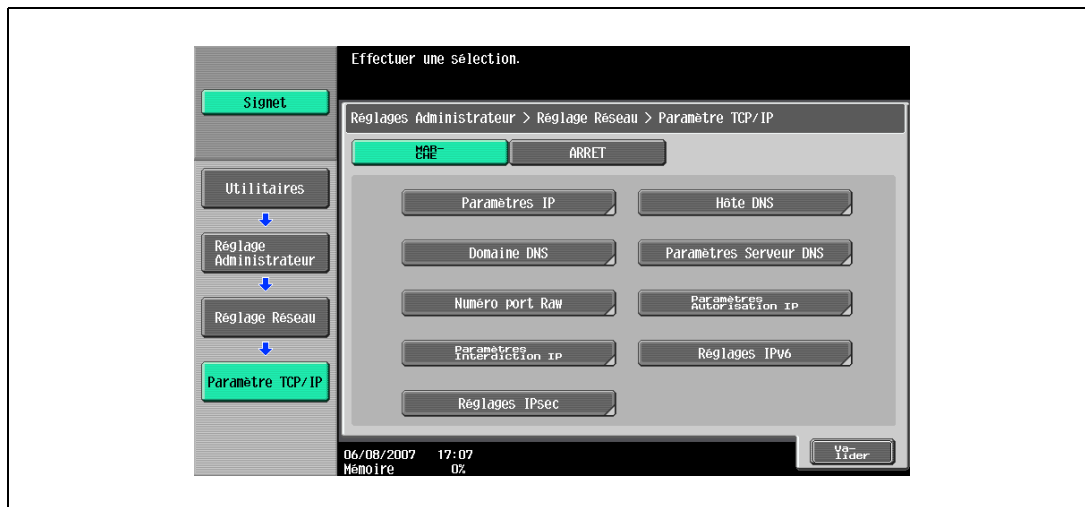 Effectuer une sélection.
Signet
Réglages Administrateur > Réglage Réseau > Paramètre TCP/IP
MAR-
CHE
ARRET
Utilitaires
Réglage
Administrateur
Réglage Réseau
Paramètre TCP/IP
Paramètres IP
Hôte DNS
Domaine DNS
Paramètres Serveur DNS
Numéro port Raw
Paramètres
Autorisation IP
Paramètres
Interdiction IP
Réglages IPv6
Réglages IPsec
06/08/2007 17:07
Mémoire 0%
Va-
lider